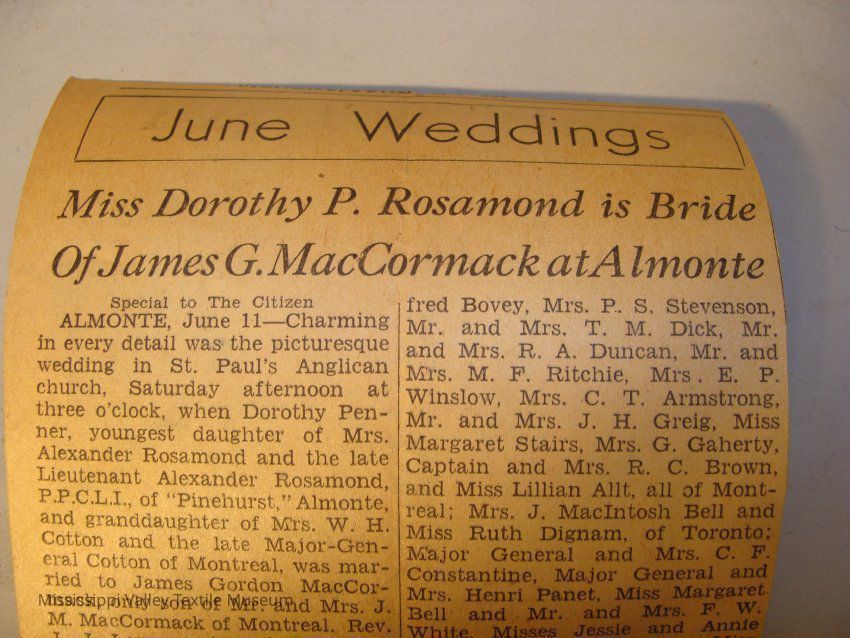 June Weddings
Miss Dorothy P. Rosamond is Bride
Of James G. MacCormack at Almonte
Special to The Citizen
ALMONTE, June 11—Charming
in every detail was the picturesque
wedding in St. Paul's Anglican
church, Saturday afternoon at
three o'clock, when Dorothy Pen-
ner, youngest daughter of Mrs.
Alexander Rosamond and the late
Lieutenant Alexander Rosamond,
P.P.C.L.I., of "Pinehurst," Almonte,
and granddaughter of Mrs. W. H.
Cotton and the late Major-Gen-
eral Cotton of Montreal, was mar-
ried to James Gordon MacCor-
mack, only son of Mr. and Mrs. J.
M. MacCormack of Montreal. Rev.
fred Bovey, Mrs. P. S. Stevenson,
Mr. and Mrs. T. M. Dick, Mr.
and Mrs. R. A. Duncan, Mr. and
Mrs. M. F. Ritchie, Mrs. E. P.
Winslow, Mrs. C. T. Armstrong,
Mr. and Mrs. J. H. Greig, Miss
Margaret Stairs, Mrs. G. Gaherty,
Captain and Mrs. R. C. Brown,
and Miss Lillian Allt, all of Mont-
real; Mrs. J. MacIntosh Bell and
Miss Ruth Dignam, of Toronto;
Major General and Mrs. C. F.
Constantine, Major General and
Mrs. Henri Panet, Miss Margaret
Bell and Mr. and Mrs. F. W.
White, Misses Jessie and Annie
Mississippi Valley Textile Museum